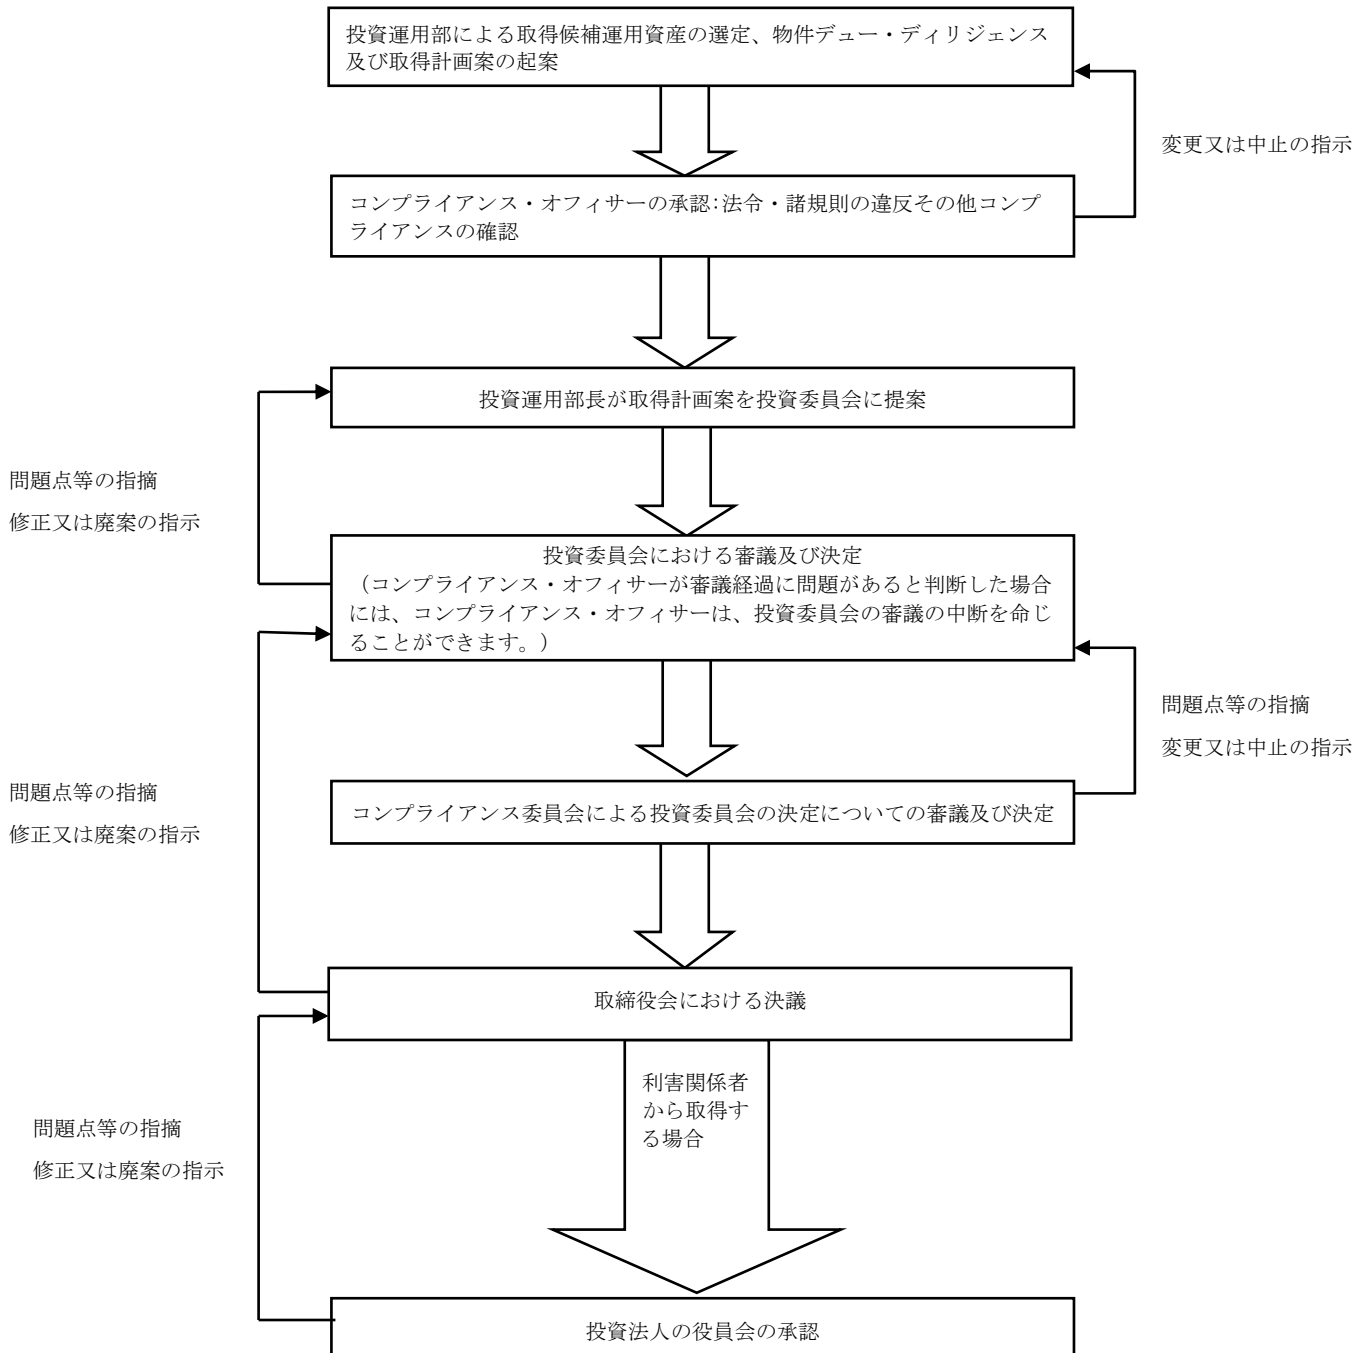 投資運用部による取得候補運用資産の選定、物件デュー・ディリジェンス
及び取得計画案の起案
変更又は中止の指示
コンプライアンス・オフィサーの承認:法令・諸規則の違反その他コンプ
ライアンスの確認
投資運用部長が取得計画案を投資委員会に提案
問題点等の指摘
修正又は廃案の指示
投資委員会における審議及び決定
（コンプライアンス・オフィサーが審議経過に問題があると判断した場合
には、コンプライアンス・オフィサーは、投資委員会の審議の中断を命じ
ることができます。）
問題点等の指摘
変更又は中止の指示
問題点等の指摘
修正又は廃案の指示
コンプライアンス委員会による投資委員会の決定についての審議及び決定
取締役会における決議
利害関係者
から取得す
る場合
問題点等の指摘
修正又は廃案の指示
投資法人の役員会の承認